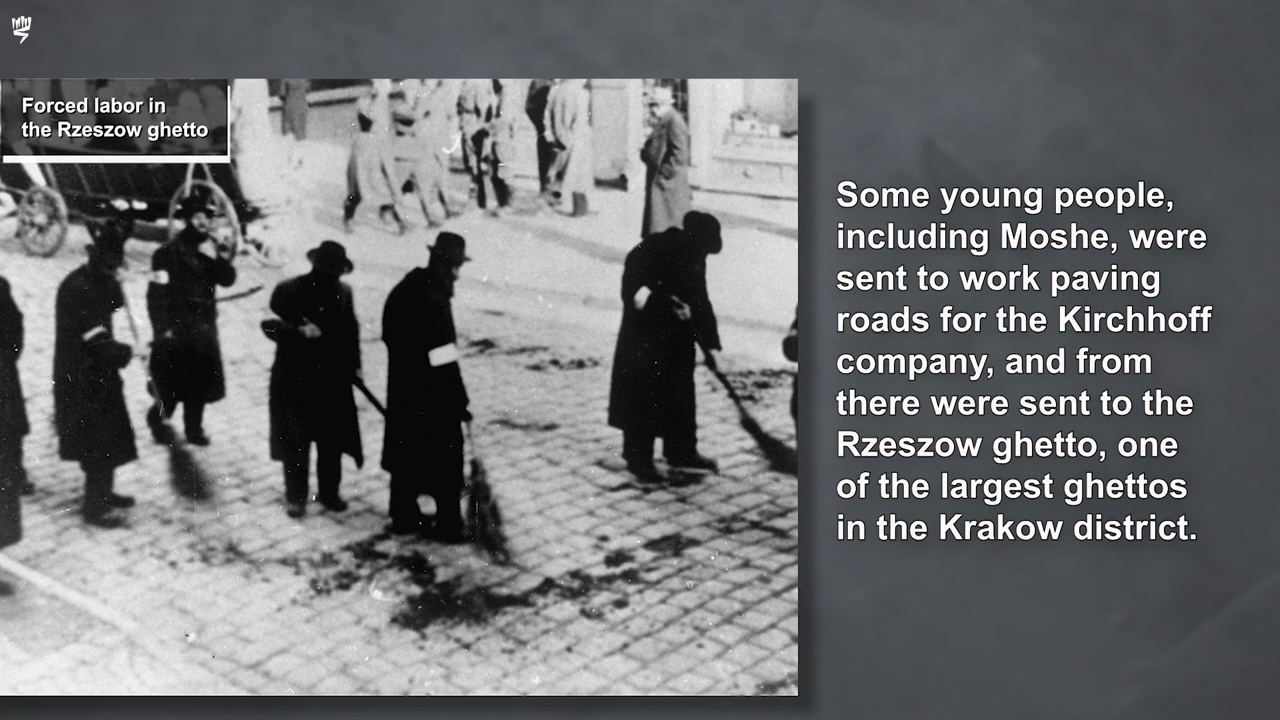 Forced labor in
the Rzeszow ghetto
Some young people,
including Moshe, were
sent to work paving
roads for the Kirchhoff
company, and from
there were sent to the
Rzeszow ghetto, one
of the largest ghettos
in the Krakow district.